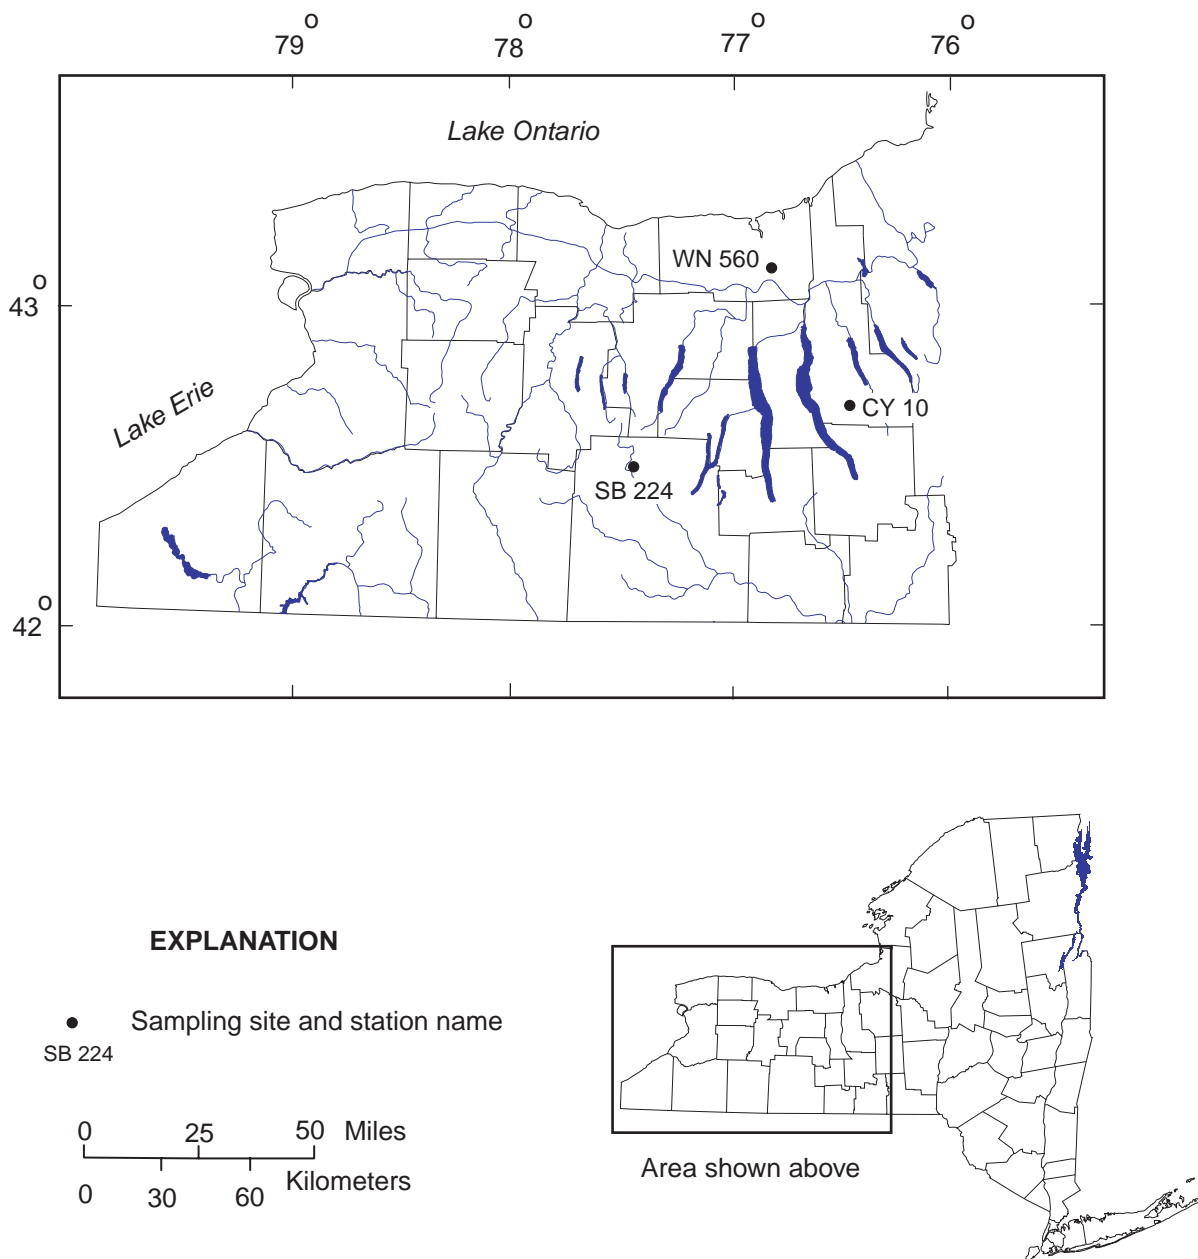 79 o
78 o
77 o
76 o
Lake Ontario
WN 560
43 o
Lake Erie
CY 10
SB 224
42 o
EXPLANATION
Sampling site and station name
SB 224
0 25 50 Miles
0 30 60 Kilometers
Area shown above